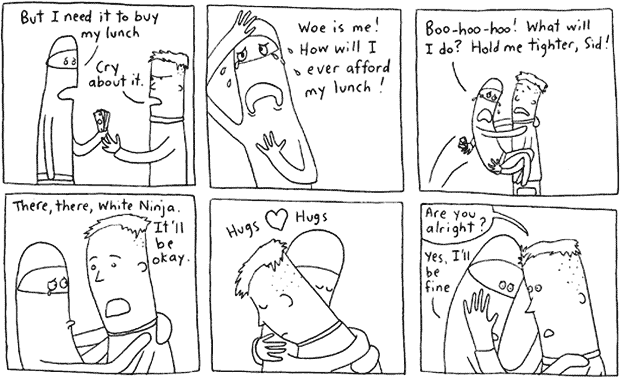 But I need it to buy
my lunch
Cry
about it.
Woe is me!
How will I
ever afford
my lunch!
Boo-hoo-hoo! What will
I do? Hold me tighter, Sid!
There, there, White Ninja.
It'll
be
okay.
Hugs ♡ Hugs
Are you
alright?
Yes, I'll
be
fine